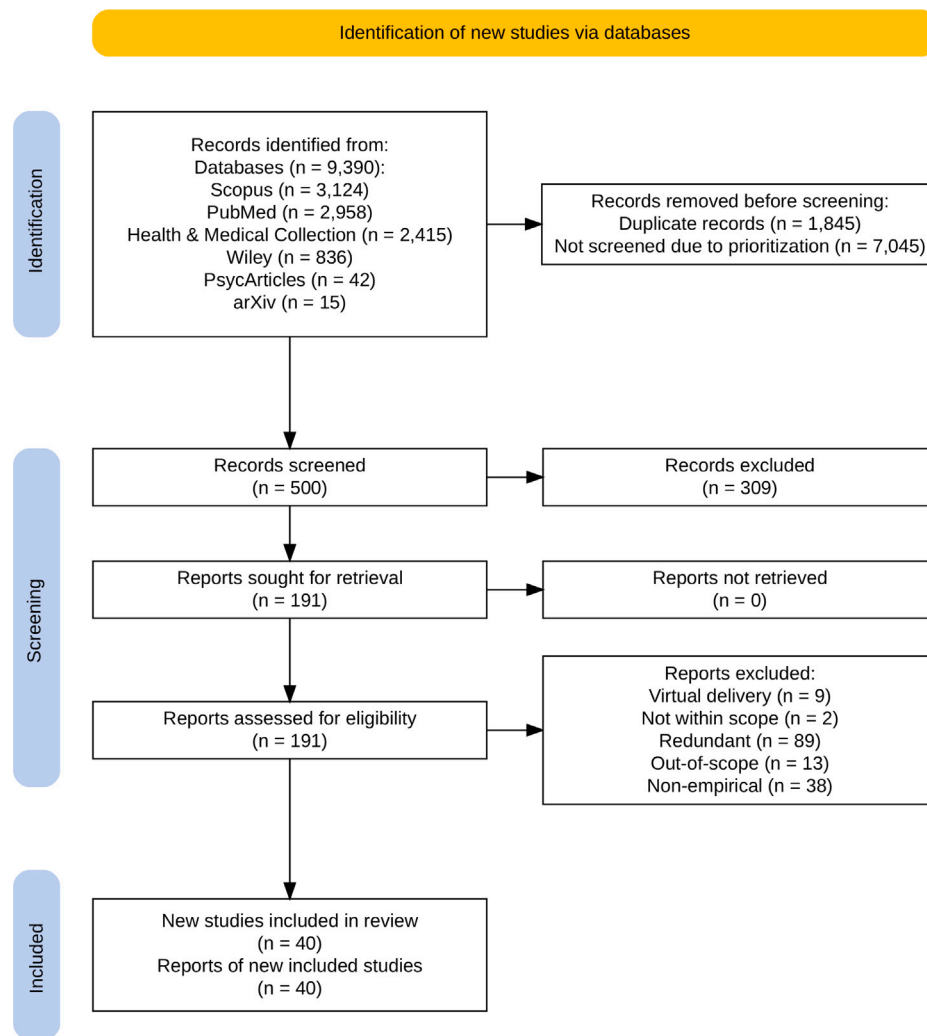 Identification of new studies via databases
Identification
Records identified from:
Databases (n = 9,390):
Scopus (n = 3,124)
PubMed (n = 2,958)
Health & Medical Collection (n = 2,415)
Wiley (n = 836)
PsycArticles (n = 42)
arXiv (n = 15)
Records removed before screening:
Duplicate records (n = 1,845)
Not screened due to prioritization (n = 7,045)
Screening
Records screened
(n = 500)
Records excluded
(n = 309)
Reports sought for retrieval
(n = 191)
Reports not retrieved
(n = 0)
Reports assessed for eligibility
(n = 191)
Reports excluded:
Virtual delivery (n = 9)
Not within scope (n = 2)
Redundant (n = 89)
Out-of-scope (n = 13)
Non-empirical (n = 38)
Included
New studies included in review
(n = 40)
Reports of new included studies
(n = 40)